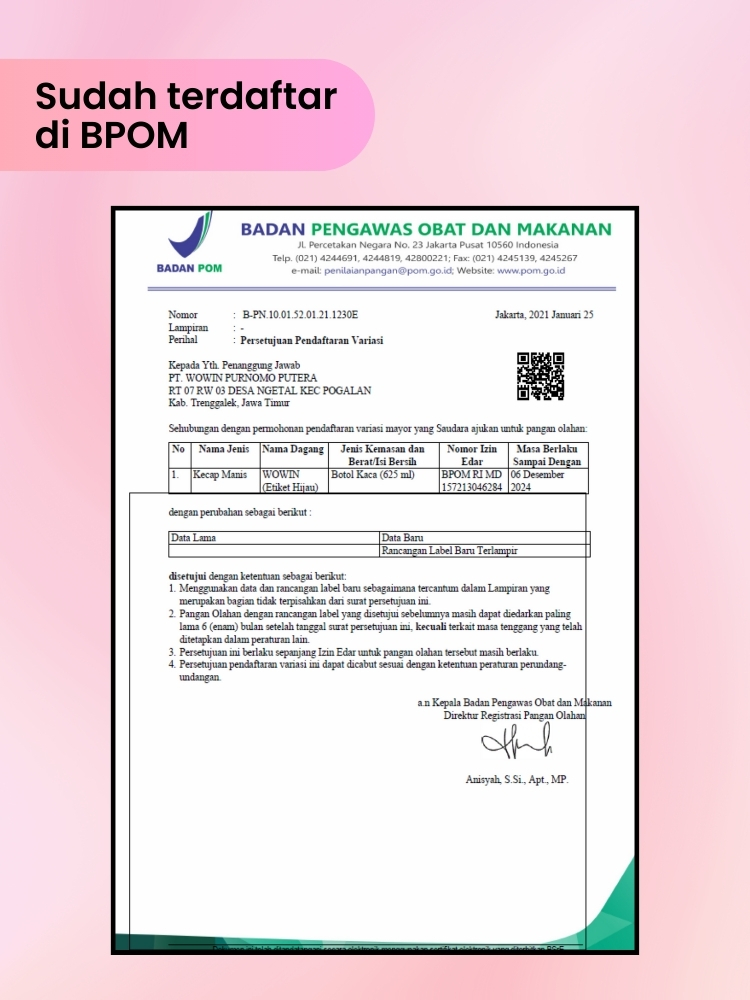 Sudah terdaftar
di BPOM
BADAN POM
BADAN PENGAWAS OBAT DAN MAKANAN
Jl. Percetakan Negara No. 23 Jakarta Pusat 10560 Indonesia
Telp. (021) 4244691, 4244819, 42800221; Fax: (021) 4245139, 4245267
e-mail: penilaianpangan@pom.go.id; Website: www.pom.go.id
Nomor : B-PN.10.01.52.01.21.1230E Jakarta, 2021 Januari 25
Lampiran : -
Perihal : Persetujuan Pendaftaran Variasi
Kepada Yth. Penanggung Jawab
PT. WOWIN PURNOMO PUTERA
RT 07 RW 03 DESA NGETAL KEC POGALAN
Kab. Trenggalek, Jawa Timur
Sehubungan dengan permohonan pendaftaran variasi mayor yang Saudara ajukan untuk pangan olahan:
No Nama Jenis Nama Dagang Jenis Kemasan dan Nomor Izin Masa Berlaku
Berat/Isi Bersih Edar Sampai Dengan
1. Kecap Manis WOWIN Botol Kaca (625 ml) BPOM RI MD 06 Desember
(Etiket Hijau) 157213046284 2024
dengan perubahan sebagai berikut :
Data Lama Data Baru
Rancangan Label Baru Terlampir
disetujui dengan ketentuan sebagai berikut:
1. Menggunakan data dan rancangan label baru sebagaimana tercantum dalam Lampiran yang
merupakan bagian tidak terpisahkan dari surat persetujuan ini.
2. Pangan Olahan dengan rancangan label yang disetujui sebelumnya masih dapat diedarkan paling
lama 6 (enam) bulan setelah tanggal surat persetujuan ini, kecuali terkait masa tenggang yang telah
ditetapkan dalam peraturan lain.
3. Persetujuan ini berlaku sepanjang Izin Edar untuk pangan olahan tersebut masih berlaku.
4. Persetujuan pendaftaran variasi ini dapat dicabut sesuai dengan ketentuan peraturan perundang-
undangan.
a.n Kepala Badan Pengawas Obat dan Makanan
Direktur Registrasi Pangan Olahan
Anisyah, S.Si., Apt., MP.